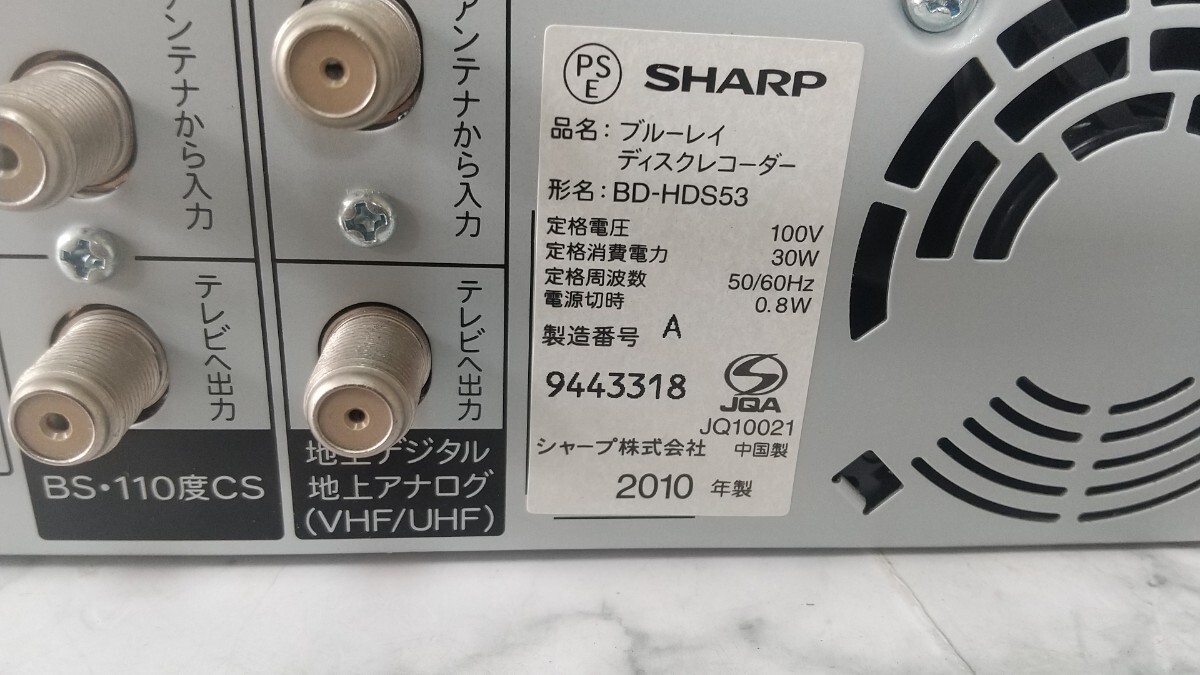 ンテナから入力
アンテナから入力
テレビへ出力
テレビへ出力
BS・110度CS
地上デジタル
地上アナログ
(VHF/UHF)
PS
E
SHARP
品名: ブルーレイ
ディスクレコーダー
形名: BD-HDS53
定格電圧 100V
定格消費電力 30W
定格周波数 50/60Hz
電源切時 0.8W
製造番号 A
9443318
JQA
JQ10021
シャープ株式会社 中国製
2010 年製